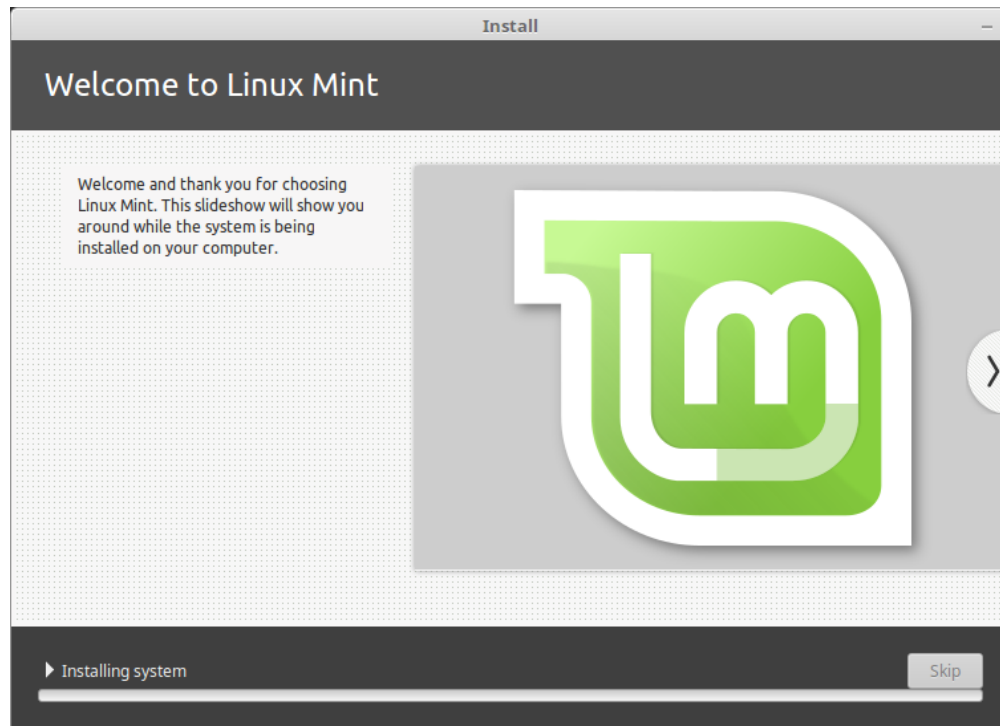 Install
Welcome to Linux Mint
Welcome and thank you for choosing
Linux Mint. This slideshow will show you
around while the system is being
installed on your computer.
Installing system
Skip